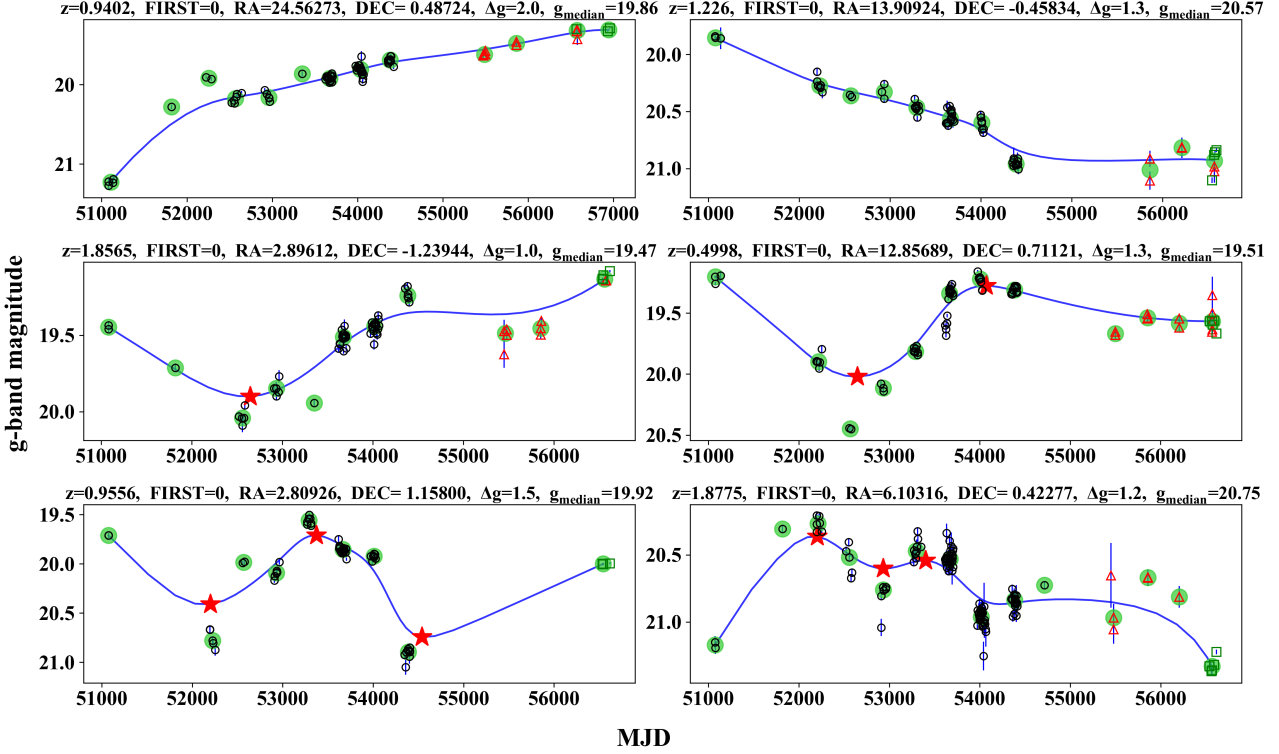 z=0.9402, FIRST=0, RA=24.56273, DEC= 0.48724, Δg=2.0, gmedian=19.86
20
21
51000 52000 53000 54000 55000 56000 57000
z=1.226, FIRST=0, RA=13.90924, DEC= -0.45834, Δg=1.3, gmedian=20.57
20.0
20.5
21.0
51000 52000 53000 54000 55000 56000
z=1.8565, FIRST=0, RA=2.89612, DEC= -1.23944, Δg=1.0, gmedian=19.47
19.5
20.0
51000 52000 53000 54000 55000 56000
z=0.4998, FIRST=0, RA=12.85689, DEC= 0.71121, Δg=1.3, gmedian=19.51
19.5
20.0
20.5
51000 52000 53000 54000 55000 56000
g-band magnitude
z=0.9556, FIRST=0, RA=2.80926, DEC= 1.15800, Δg=1.5, gmedian=19.92
19.5
20.0
20.5
21.0
51000 52000 53000 54000 55000 56000
z=1.8775, FIRST=0, RA=6.10316, DEC= 0.42277, Δg=1.2, gmedian=20.75
20.5
21.0
51000 52000 53000 54000 55000 56000
MJD